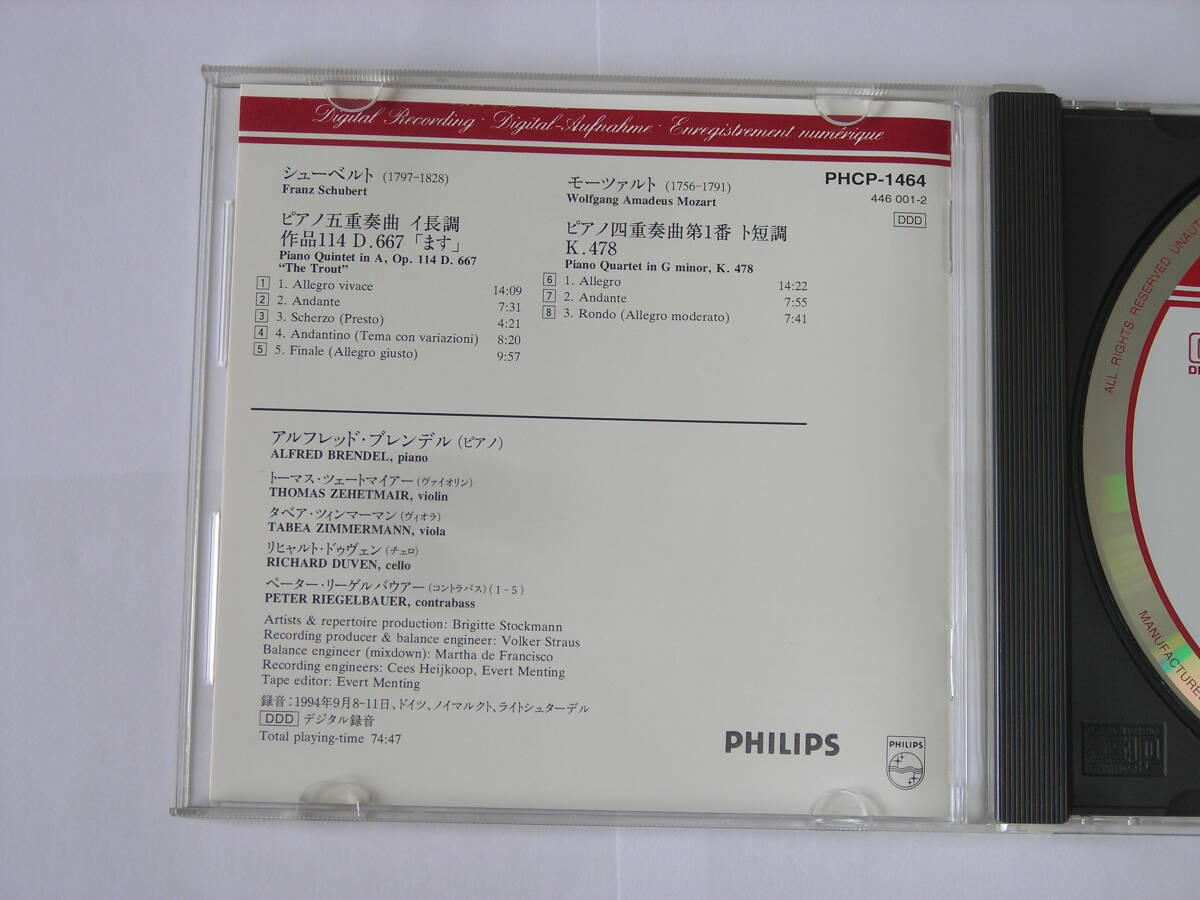 Digital Recording · Digital-Aufnahme · Enregistrement numérique
シューベルト (1797-1828)
Franz Schubert
ピアノ五重奏曲 イ長調
作品114 D.667「ます」
Piano Quintet in A, Op. 114 D. 667
“The Trout”
1 1. Allegro vivace 14:09
2 2. Andante 7:31
3 3. Scherzo (Presto) 4:21
4 4. Andantino (Tema con variazioni) 8:20
5 5. Finale (Allegro giusto) 9:57
モーツァルト (1756-1791)
Wolfgang Amadeus Mozart
ピアノ四重奏曲第1番 ト短調
K.478
Piano Quartet in G minor, K. 478
6 1. Allegro 14:22
7 2. Andante 7:55
8 3. Rondo (Allegro moderato) 7:41
PHCP-1464
446 001-2
DDD
アルフレッド・ブレンデル (ピアノ)
ALFRED BRENDEL, piano
トーマス・ツェートマイアー (ヴァイオリン)
THOMAS ZEHETMAIR, violin
タベア・ツィンマーマン (ヴィオラ)
TABEA ZIMMERMANN, viola
リヒャルト・ドゥヴェン (チェロ)
RICHARD DUVEN, cello
ペーター・リーゲルバウアー (コントラバス) (1-5)
PETER RIEGELBAUER, contrabass
Artists & repertoire production: Brigitte Stockmann
Recording producer & balance engineer: Volker Straus
Balance engineer (mixdown): Martha de Francisco
Recording engineers: Cees Heijkoop, Evert Menting
Tape editor: Evert Menting
録音：1994年9月8-11日、ドイツ、ノイマルクト、ライトシュターデル
DDD デジタル録音
Total playing-time 74:47
PHILIPS
PHILIPS
ALL RIGHTS RESERVED